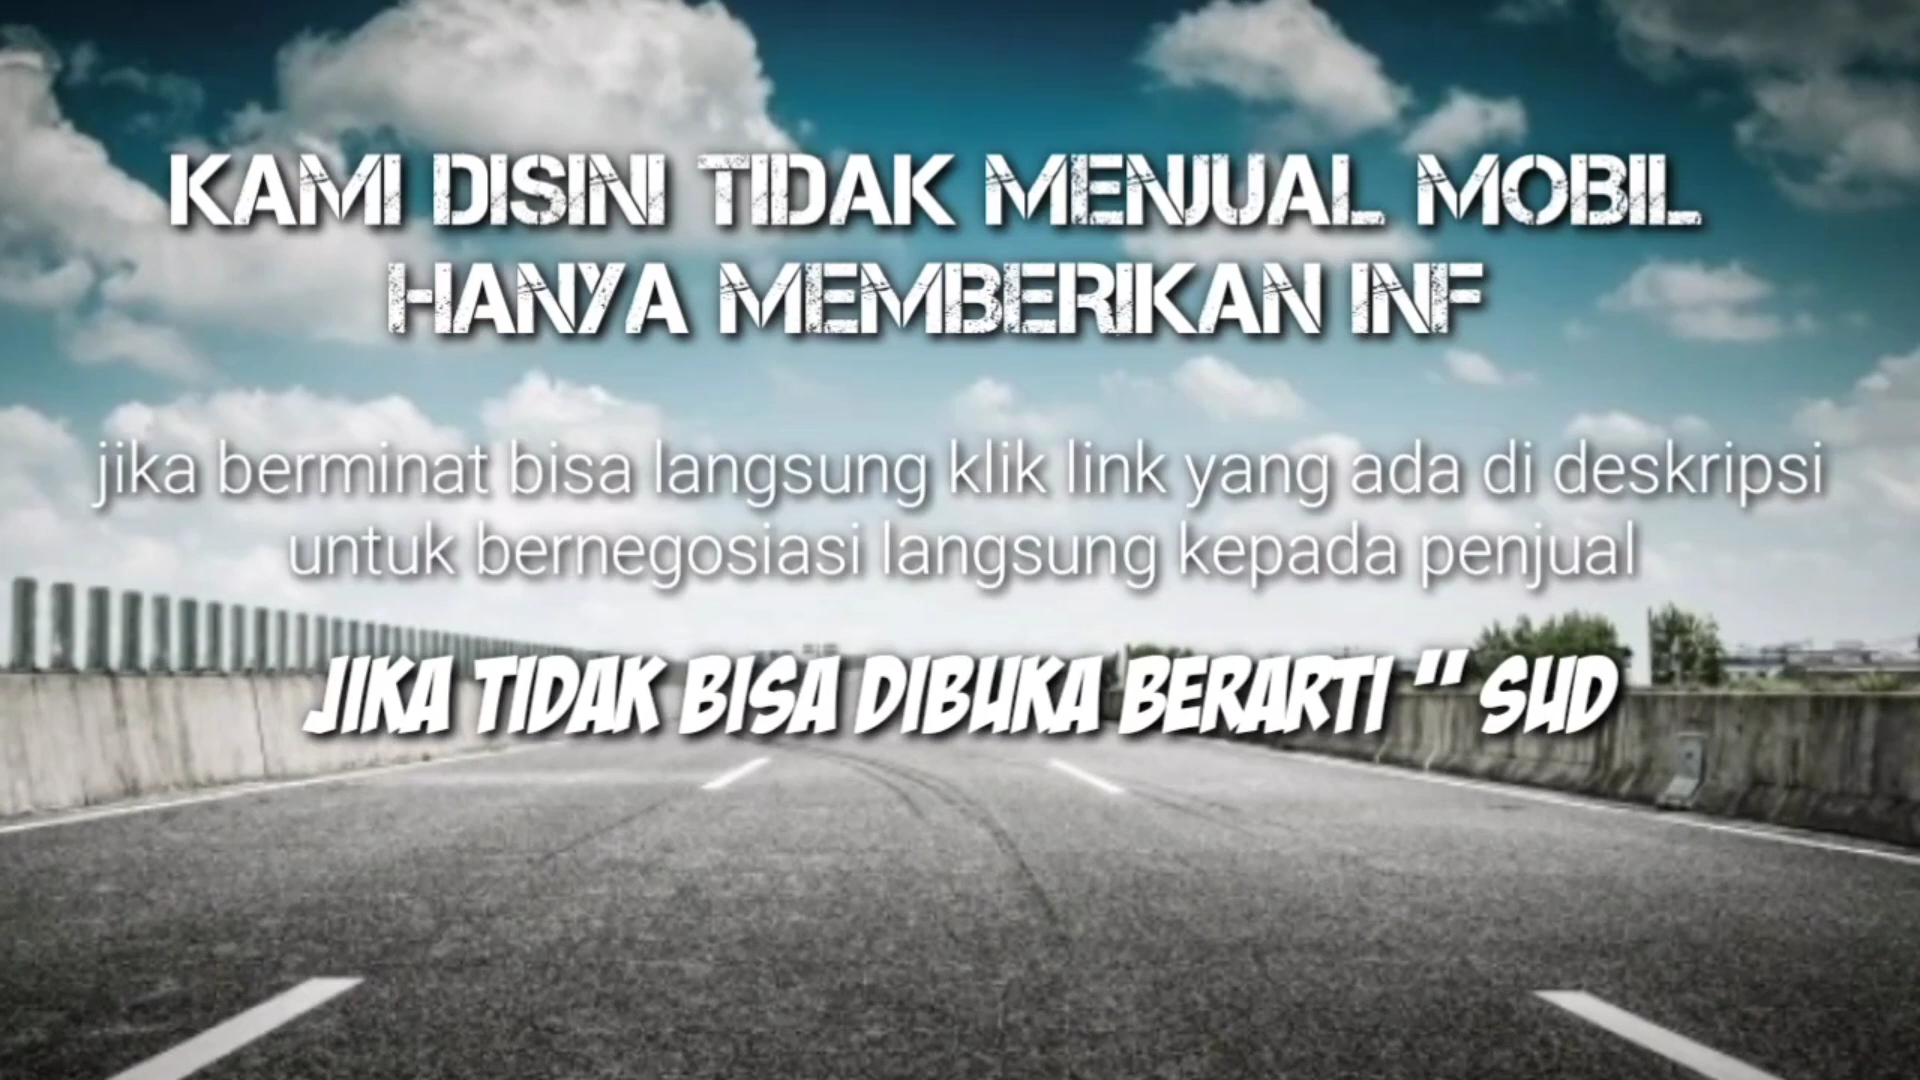 KAMI DISINI TIDAK MENJUAL MOBIL
HANYA MEMBERIKAN INF
jika berminat bisa langsung klik link yang ada di deskripsi
untuk bernegosiasi langsung kepada penjual
JIKA TIDAK BISA DIBUKA BERARTI " SUD